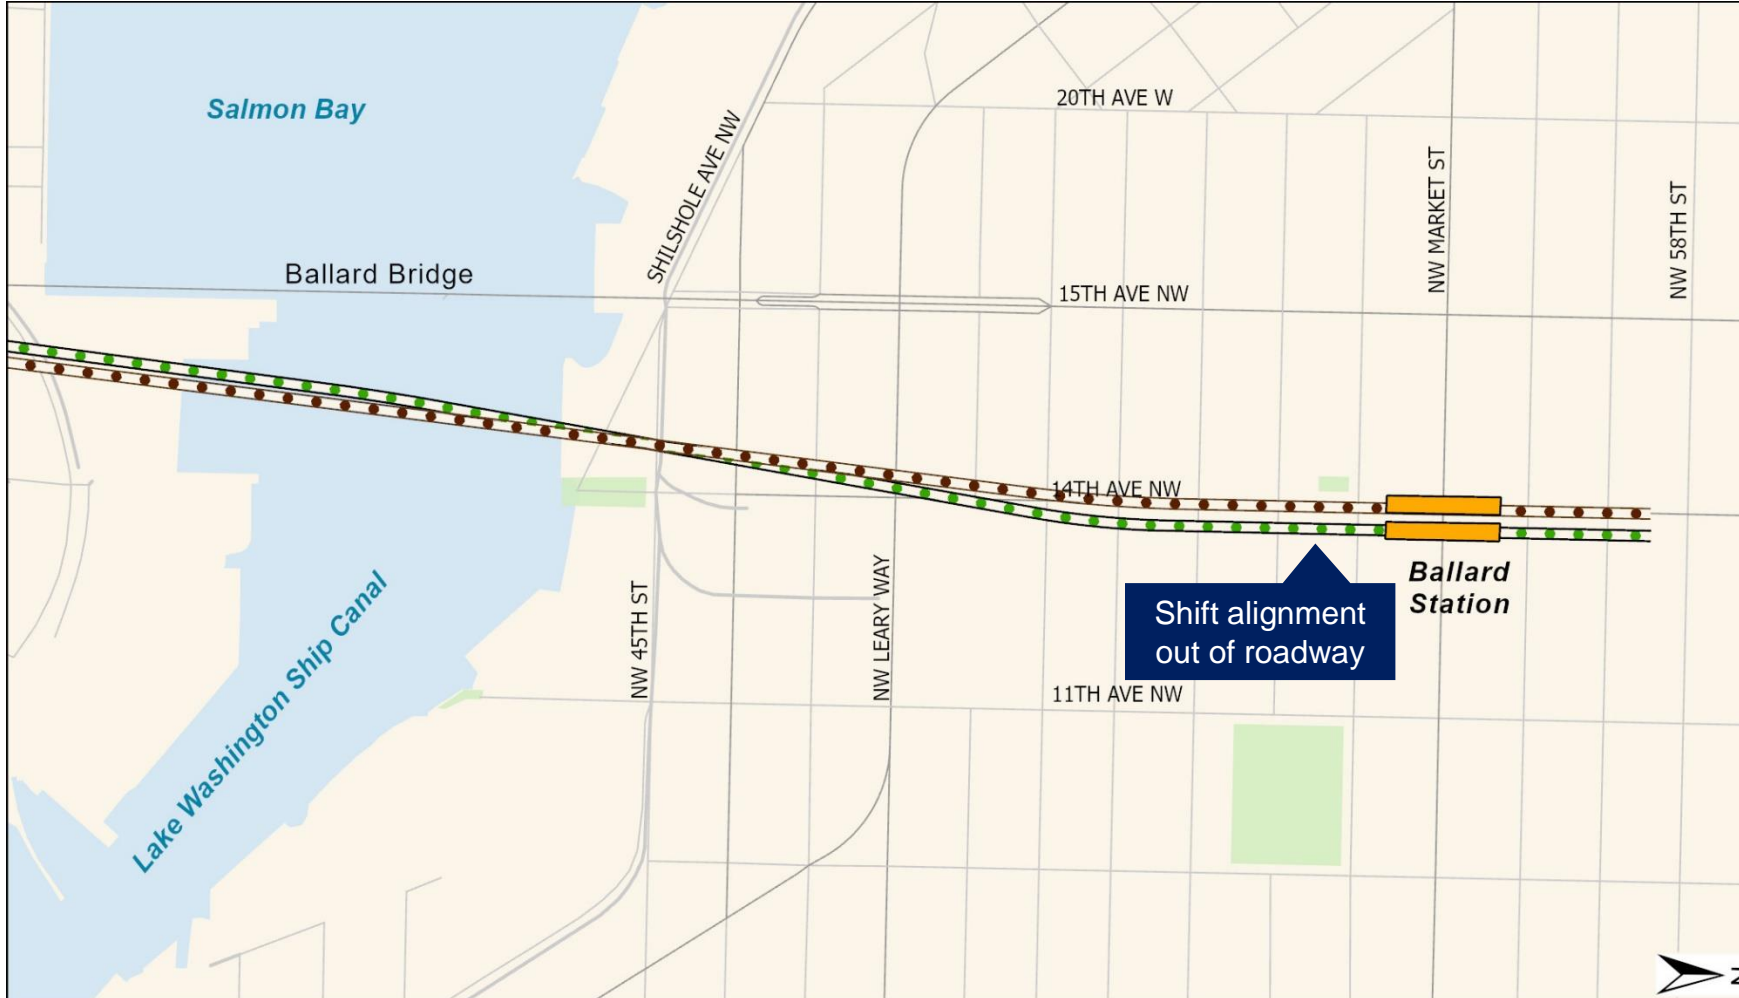 Salmon Bay
20TH AVE W
SHILSHOLE AVE NW
NW MARKET ST
NW 58TH ST
Ballard Bridge
15TH AVE NW
14TH AVE NW
Ballard
Station
Shift alignment
out of roadway
NW 45TH ST
NW LEARY WAY
11TH AVE NW
Lake Washington Ship Canal